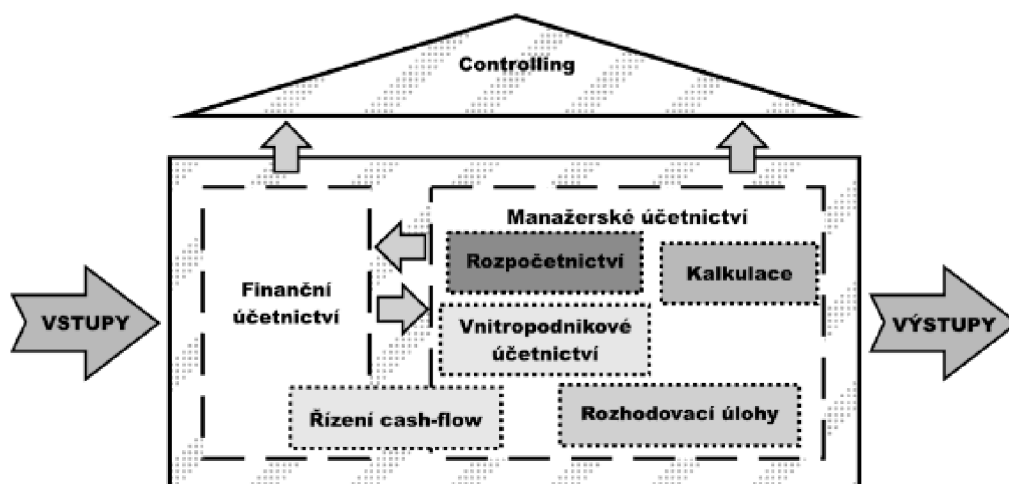 Controlling
Manažerské účetnictví
Rozpočetnictví
Kalkulace
Finanční
účetnictví
VSTUPY
VÝSTUPY
Vnitropodnikové
účetnictví
Řízení cash-flow
Rozhodovací úlohy